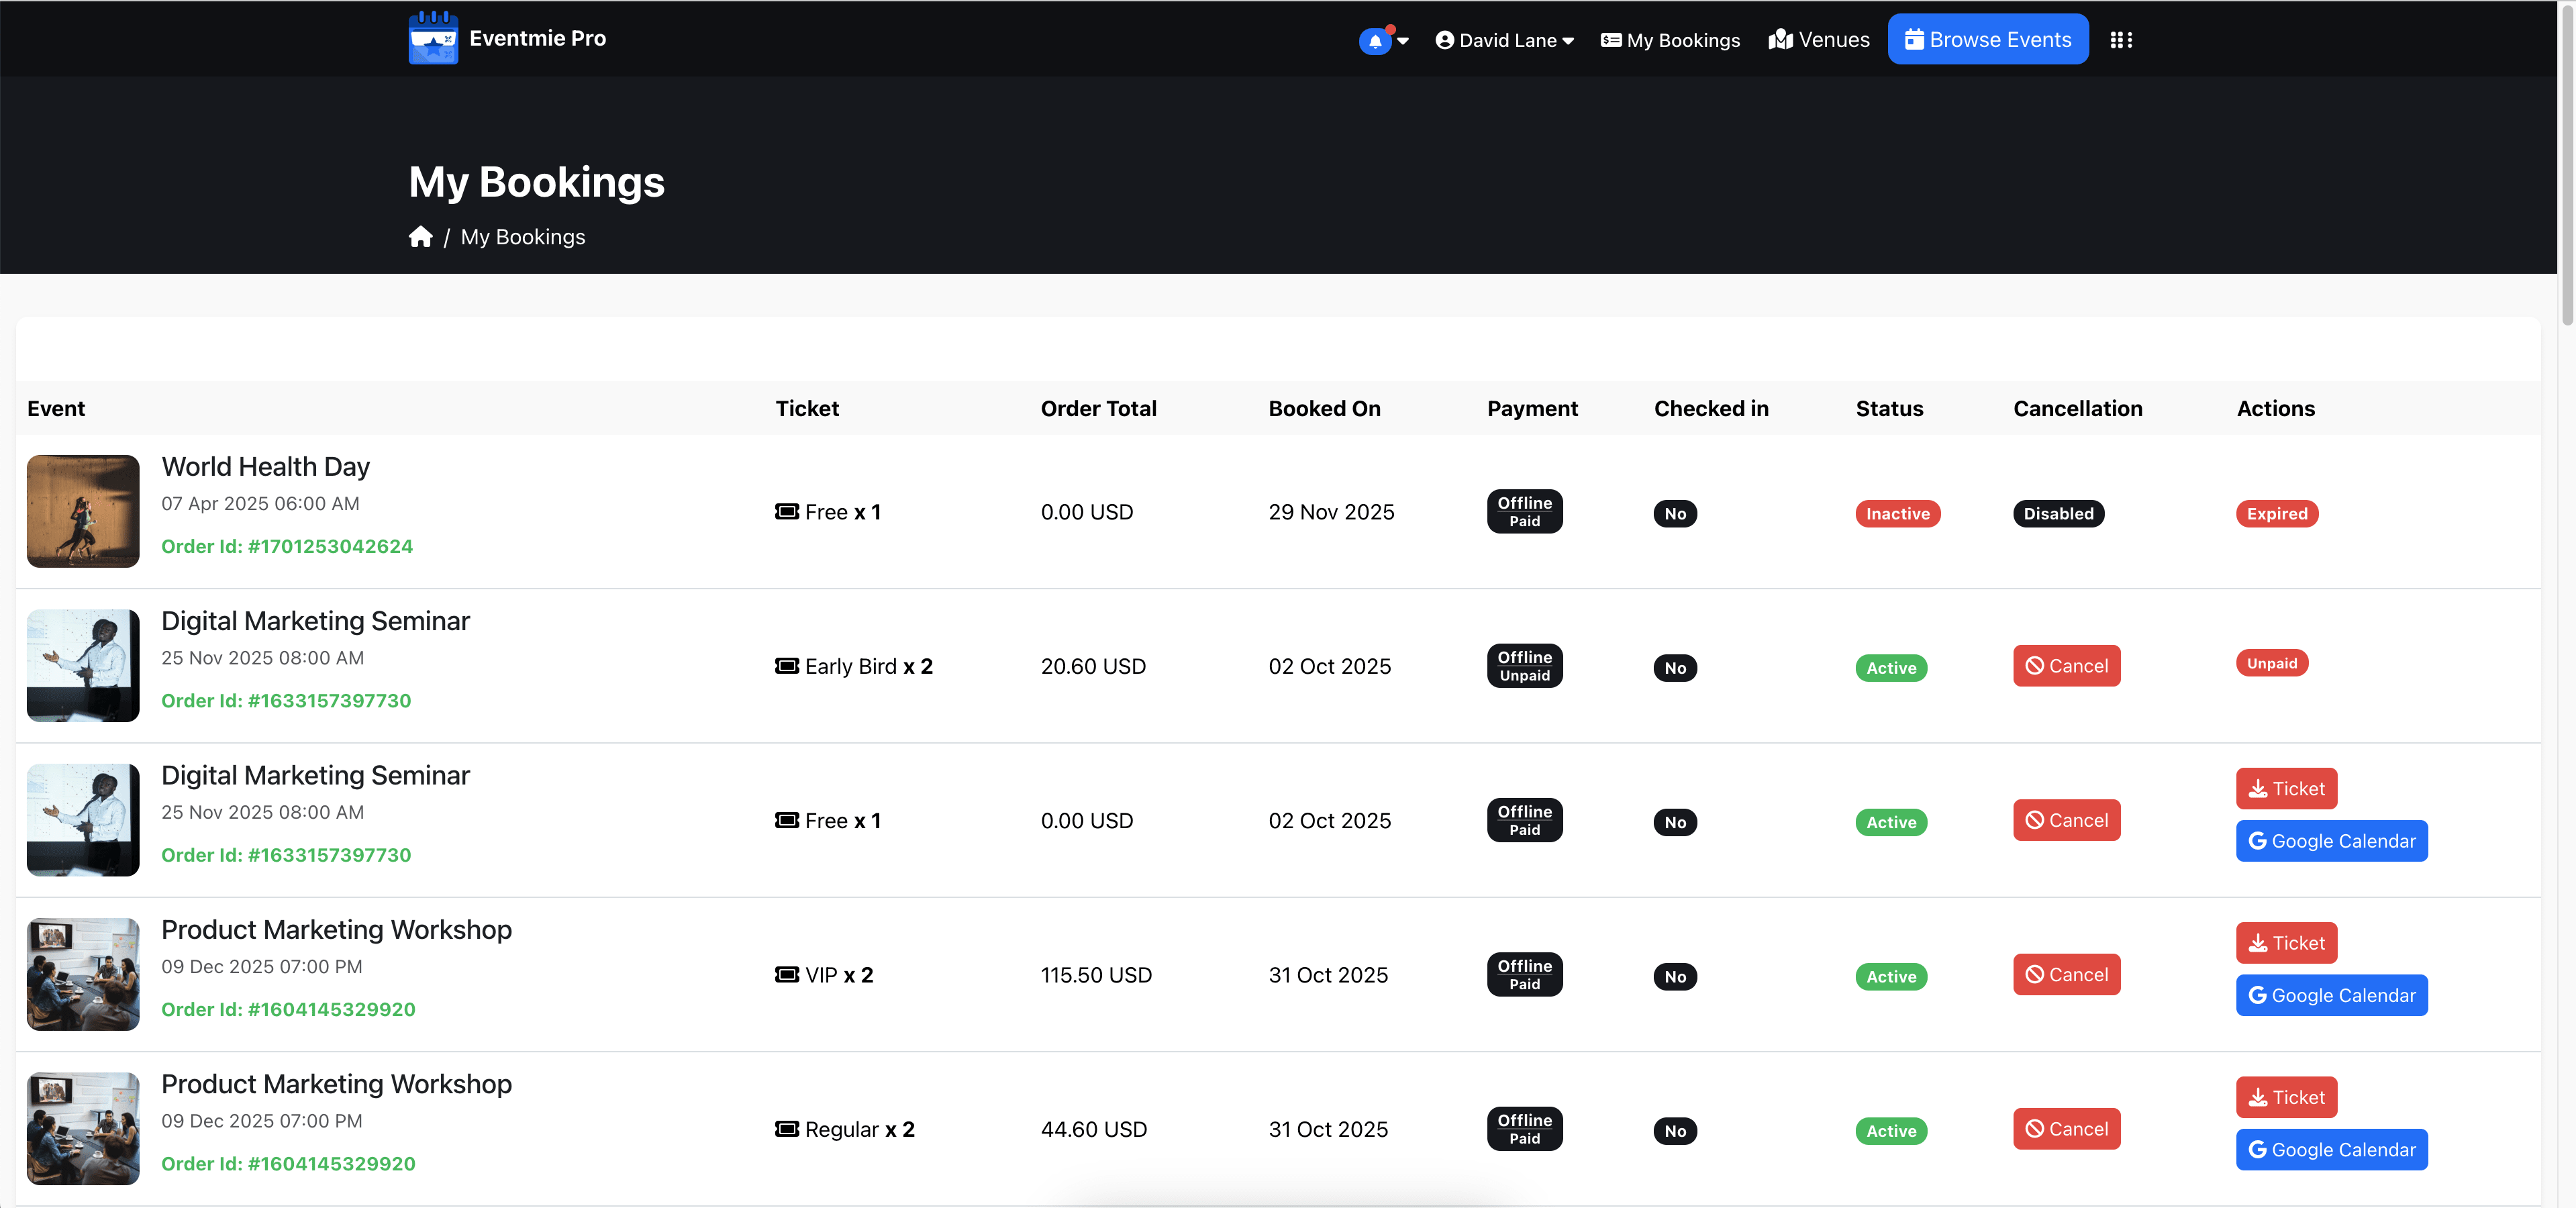 Eventmie Pro
David Lane
My Bookings
Venues
Browse Events
My Bookings
/ My Bookings
Event Ticket Order Total Booked On Payment Checked in Status Cancellation Actions
World Health Day
07 Apr 2025 06:00 AM
Order Id: #1701253042624
Free x 1
0.00 USD
29 Nov 2025
Offline
Paid
No
Inactive
Disabled
Expired
Digital Marketing Seminar
25 Nov 2025 08:00 AM
Order Id: #1633157397730
Early Bird x 2
20.60 USD
02 Oct 2025
Offline
Unpaid
No
Active
Cancel
Unpaid
Digital Marketing Seminar
25 Nov 2025 08:00 AM
Order Id: #1633157397730
Free x 1
0.00 USD
02 Oct 2025
Offline
Paid
No
Active
Cancel
Ticket
Google Calendar
Product Marketing Workshop
09 Dec 2025 07:00 PM
Order Id: #1604145329920
VIP x 2
115.50 USD
31 Oct 2025
Offline
Paid
No
Active
Cancel
Ticket
Google Calendar
Product Marketing Workshop
09 Dec 2025 07:00 PM
Order Id: #1604145329920
Regular x 2
44.60 USD
31 Oct 2025
Offline
Paid
No
Active
Cancel
Ticket
Google Calendar